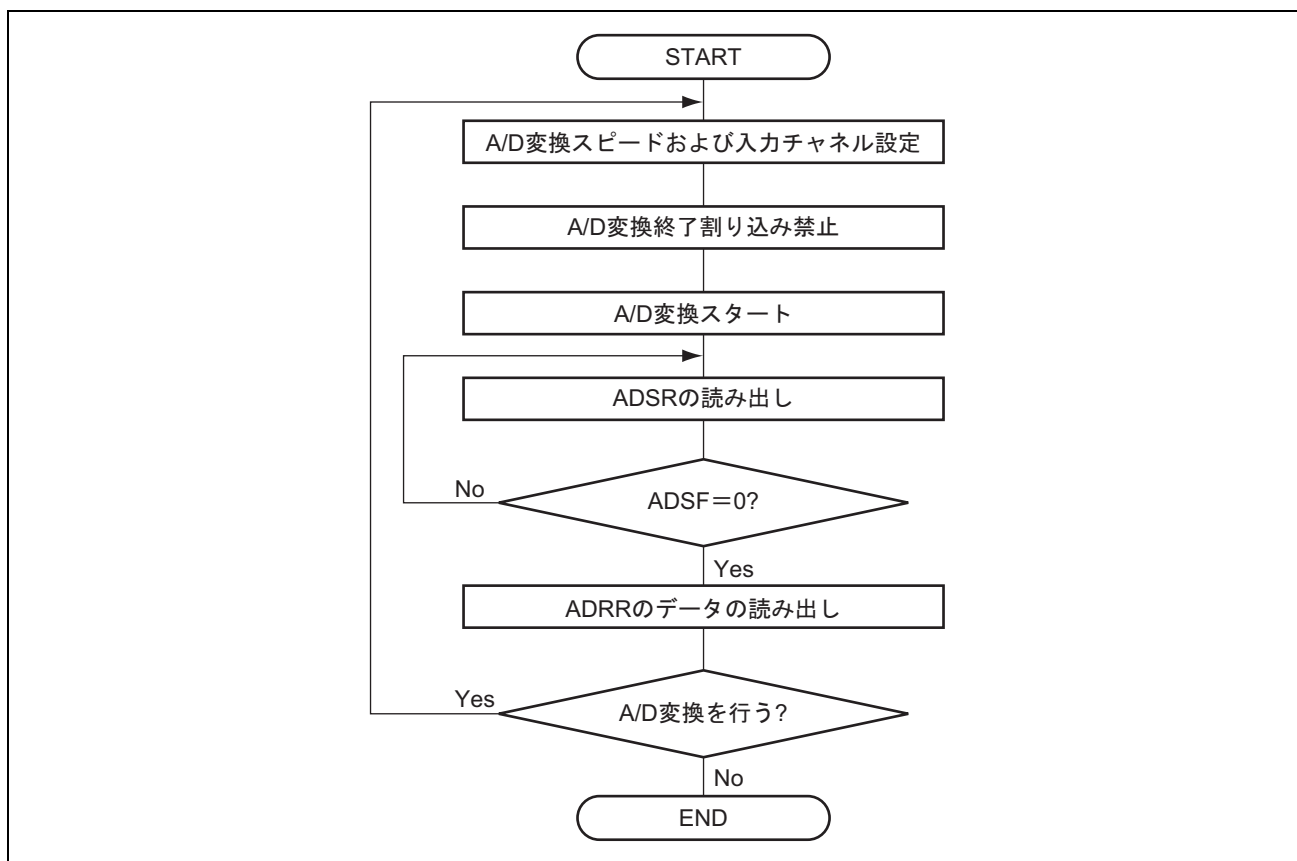 START
A/D変換スピードおよび入力チャネル設定
A/D変換終了割り込み禁止
A/D変換スタート
ADSRの読み出し
No
ADSF＝0?
Yes
ADRRのデータの読み出し
Yes
A/D変換を行う?
No
END